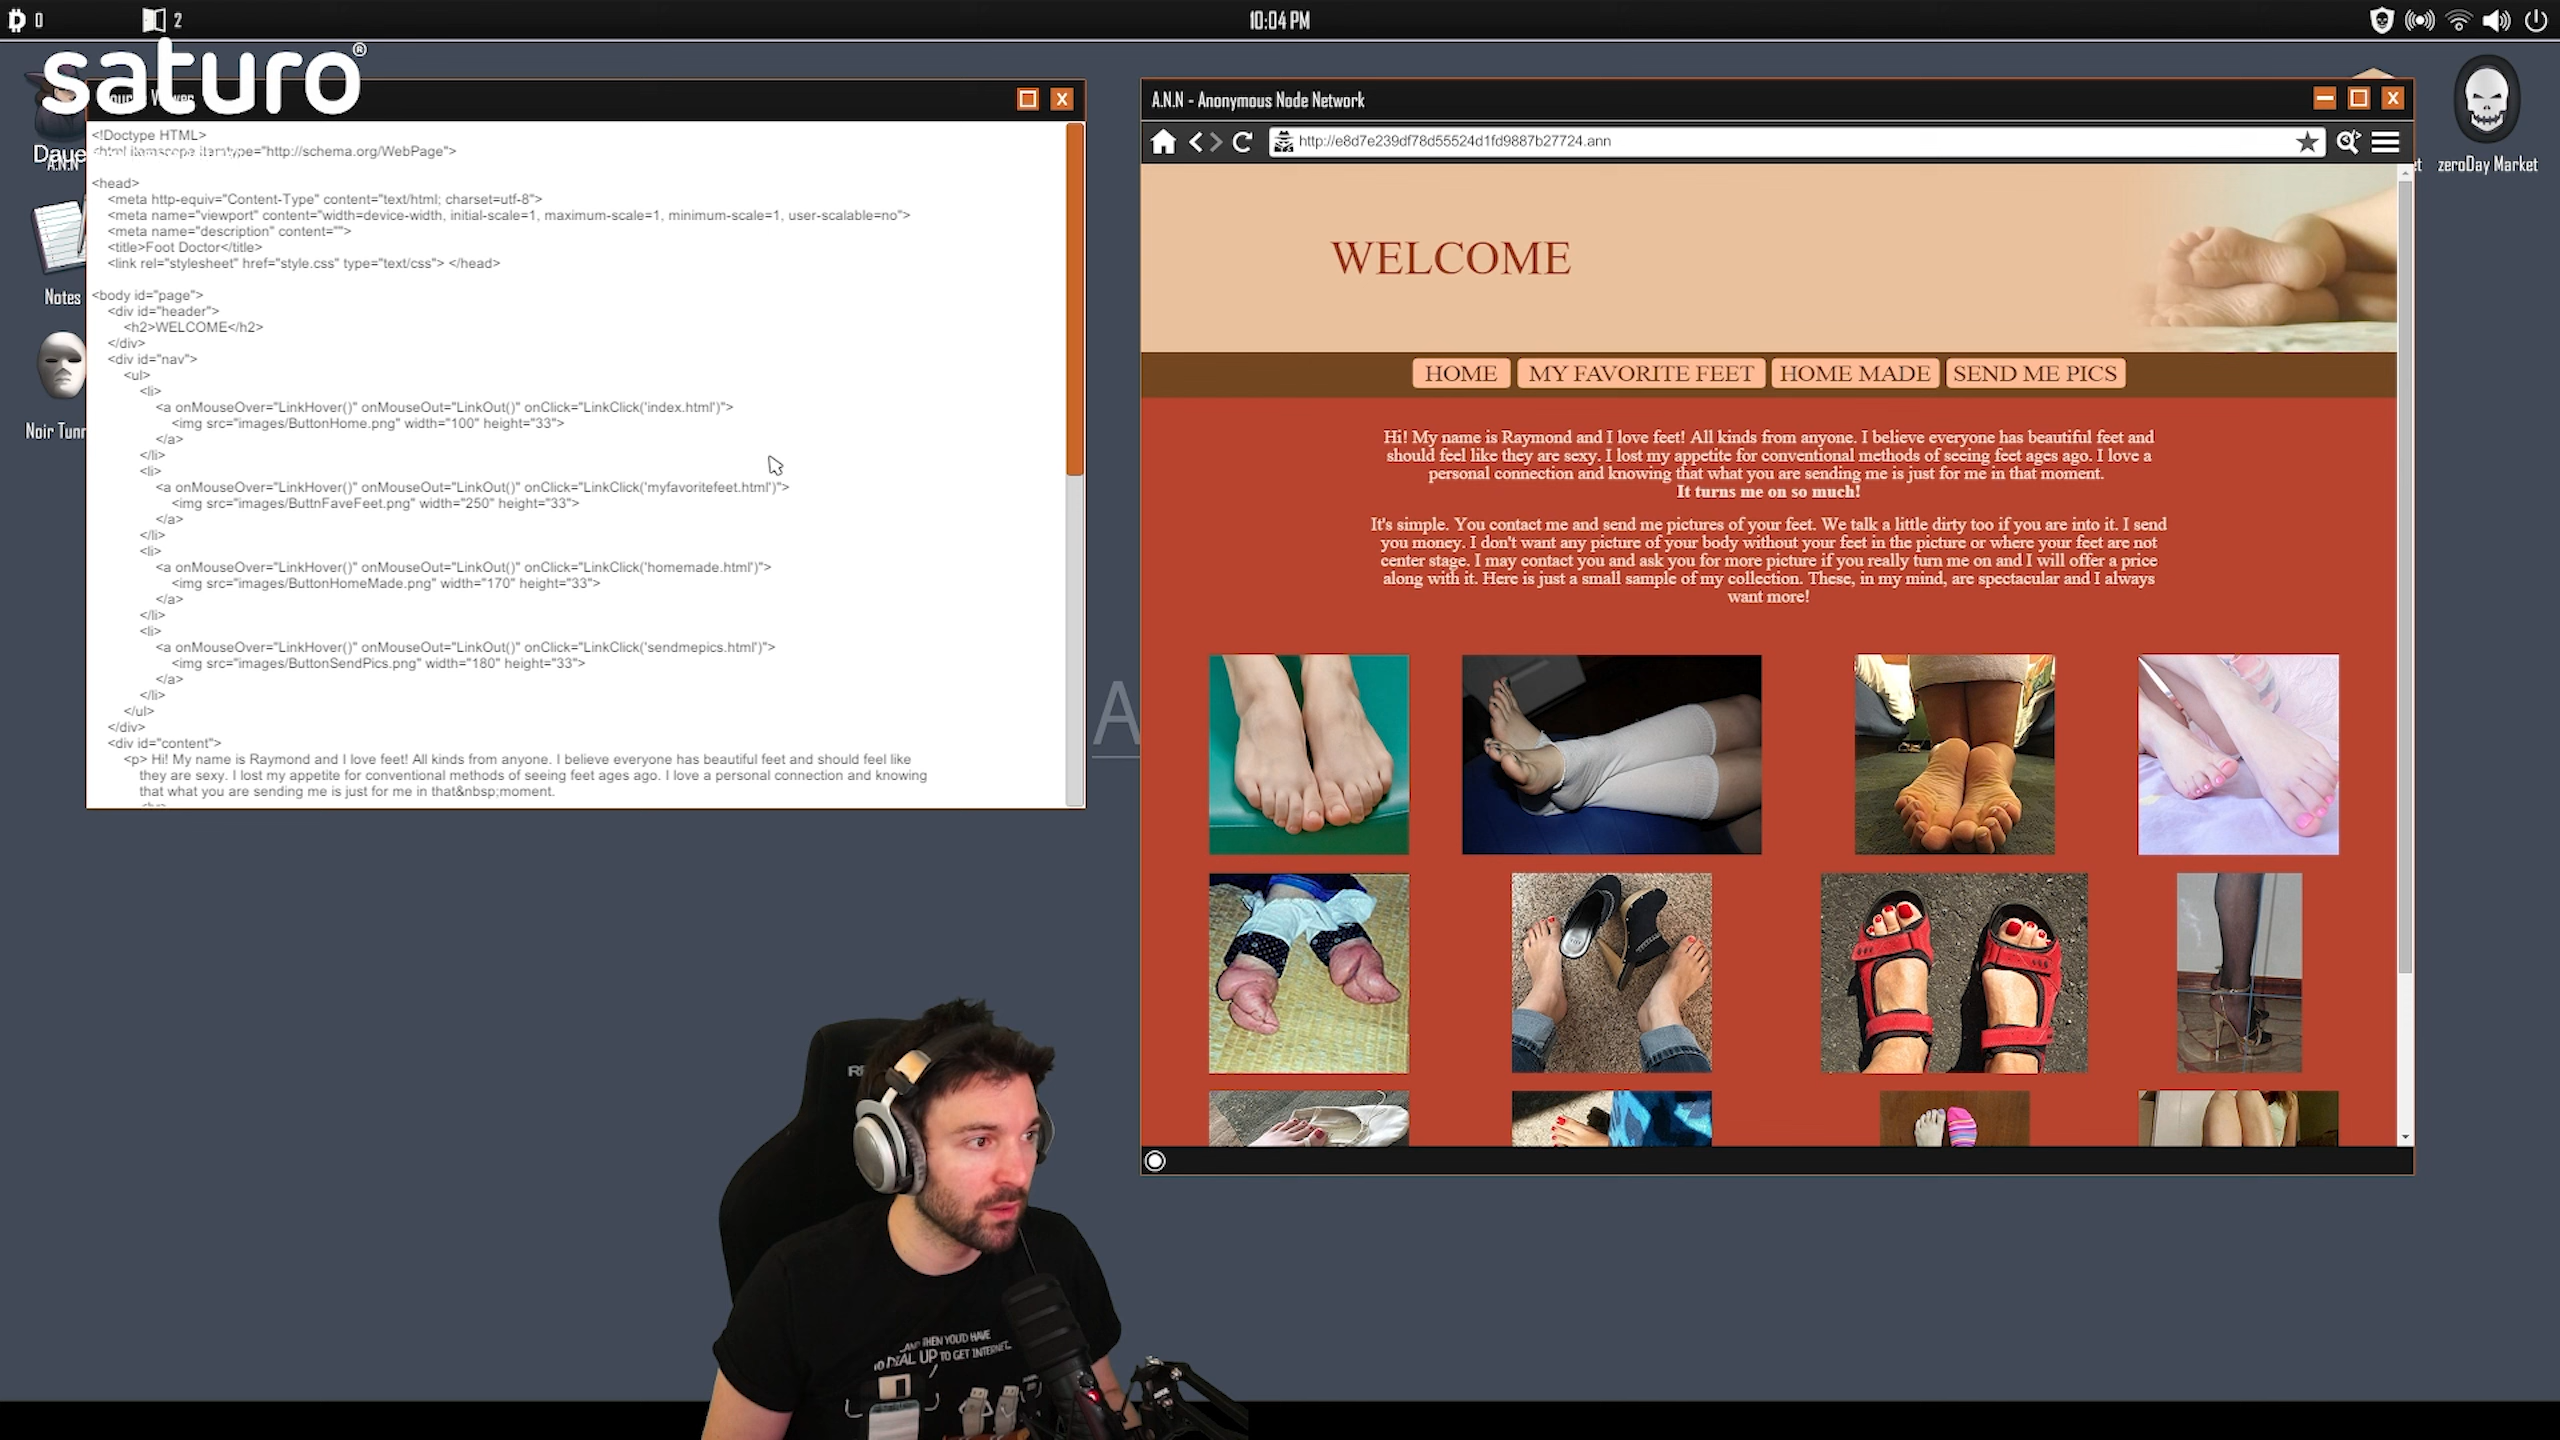 0
2
10:04 PM
saturo®
A.N.N
Notes
zeroDay Market
<!Doctype HTML>
<html itemscope itemtype="http://schema.org/WebPage">
<head>
<meta http-equiv="Content-Type" content="text/html; charset=utf-8">
<meta name="viewport" content="width=device-width, initial-scale=1, maximum-scale=1, minimum-scale=1, user-scalable=no">
<meta name="description" content="">
<title>Foot Doctor</title>
<link rel="stylesheet" href="style.css" type="text/css"> </head>
<body id="page">
<div id="header">
<h2>WELCOME</h2>
</div>
<div id="nav">
<ul>
<li>
<a onMouseOver="LinkHover()" onMouseOut="LinkOut()" onClick="LinkClick('index.html')">
<img src="images/ButtonHome.png" width="100" height="33">
</a>
</li>
<li>
<a onMouseOver="LinkHover()" onMouseOut="LinkOut()" onClick="LinkClick('myfavoritefeet.html')">
<img src="images/ButtnFaveFeet.png" width="250" height="33">
</a>
</li>
<li>
<a onMouseOver="LinkHover()" onMouseOut="LinkOut()" onClick="LinkClick('homemade.html')">
<img src="images/ButtonHomeMade.png" width="170" height="33">
</a>
</li>
<li>
<a onMouseOver="LinkHover()" onMouseOut="LinkOut()" onClick="LinkClick('sendmepics.html')">
<img src="images/ButtonSendPics.png" width="180" height="33">
</a>
</li>
</ul>
</div>
<div id="content">
<p> Hi! My name is Raymond and I love feet! All kinds from anyone. I believe everyone has beautiful feet and should feel like
they are sexy. I lost my appetite for conventional methods of seeing feet ages ago. I love a personal connection and knowing
that what you are sending me is just for me in that&nbsp;moment.
A.N.N - Anonymous Node Network
http://e8d7e239df78d55524d1fd9887b27724.ann
WELCOME
HOME
MY FAVORITE FEET
HOME MADE
SEND ME PICS
Hi! My name is Raymond and I love feet! All kinds from anyone. I believe everyone has beautiful feet and
should feel like they are sexy. I lost my appetite for conventional methods of seeing feet ages ago. I love a
personal connection and knowing that what you are sending me is just for me in that moment.
It turns me on so much!
It's simple. You contact me and send me pictures of your feet. We talk a little dirty too if you are into it. I send
you money. I don't want any picture of your body without your feet in the picture or where your feet are not
center stage. I may contact you and ask you for more picture if you really turn me on and I will offer a price
along with it. Here is just a small sample of my collection. These, in my mind, are spectacular and I always
want more!
Noir Tunn
A
...AND THEN YOU'D HAVE
TO DIAL UP TO GET INTERNET...